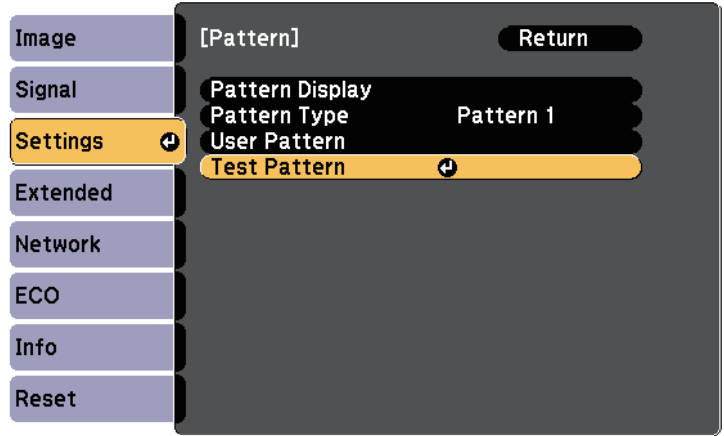 Image
Signal
Settings
Extended
Network
ECO
Info
Reset
[Pattern] Return
Pattern Display
Pattern Type Pattern 1
User Pattern
Test Pattern